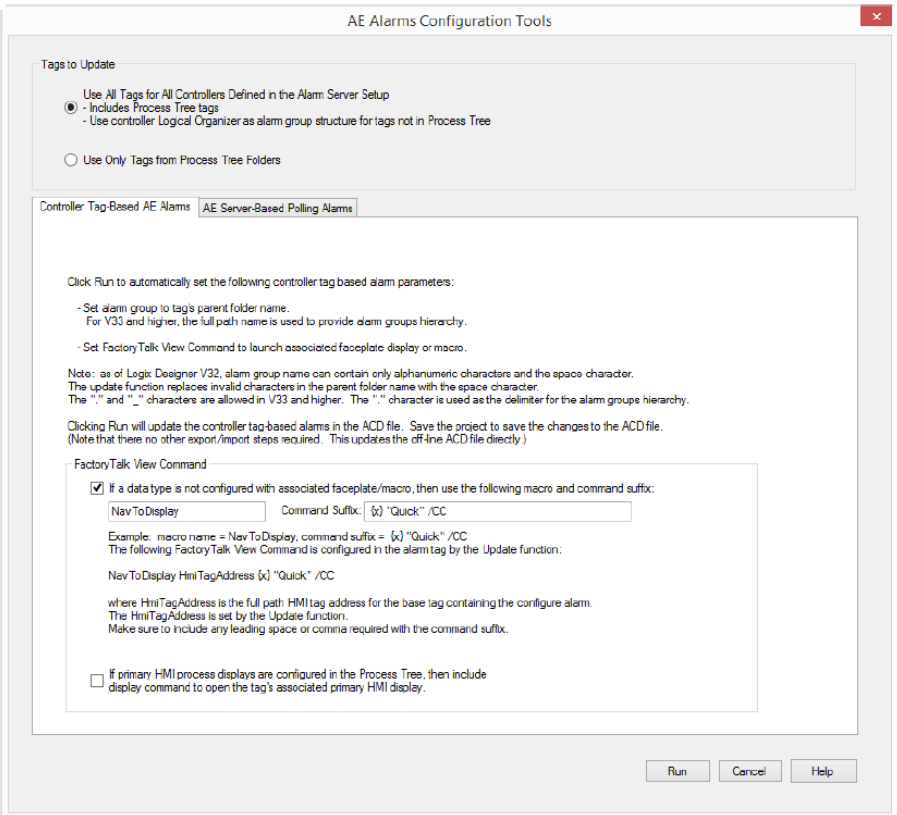 AE Alarms Configuration Tools
Tags to Update
Use All Tags for All Controllers Defined in the Alarm Server Setup
- Includes Process Tree tags
- Use controller Logical Organizer as alarm group structure for tags not in Process Tree
Use Only Tags from Process Tree Folders
Controller Tag-Based AE Alarms
AE Server-Based Polling Alarms
Click Run to automatically set the following controller tag based alarm parameters:
- Set alarm group to tag's parent folder name.
For V33 and higher, the full path name is used to provide alarm groups hierarchy.
- Set FactoryTalk View Command to launch associated faceplate display or macro.
Note: as of Logix Designer V32, alarm group name can contain only alphanumeric characters and the space character.
The update function replaces invalid characters in the parent folder name with the space character.
The "." and "_" characters are allowed in V33 and higher. The "." character is used as the delimiter for the alarm groups hierarchy.
Clicking Run will update the controller tag-based alarms in the ACD file. Save the project to save the changes to the ACD file.
(Note that there no other export/import steps required. This updates the off-line ACD file directly.)
FactoryTalk View Command
If a data type is not configured with associated faceplate/macro, then use the following macro and command suffix:
NavToDisplay Command Suffix: {x} "Quick" /CC
Example: macro name = NavToDisplay, command suffix = {x} "Quick" /CC
The following FactoryTalk View Command is configured in the alarm tag by the Update function:
NavToDisplay HmiTagAddress {x} "Quick" /CC
where HmiTagAddress is the full path HMI tag address for the base tag containing the configure alarm.
The HmiTagAddress is set by the Update function.
Make sure to include any leading space or comma required with the command suffix.
If primary HMI process displays are configured in the Process Tree, then include
display command to open the tag's associated primary HMI display.
Run
Cancel
Help